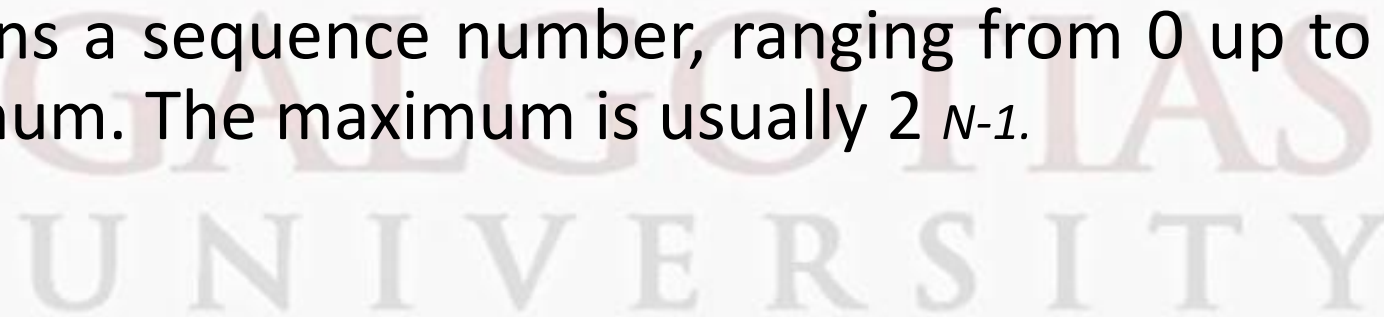 ns a sequence number, ranging from 0 up to
num. The maximum is usually 2 N-1.
GALGOTIAS
UNIVERSITY